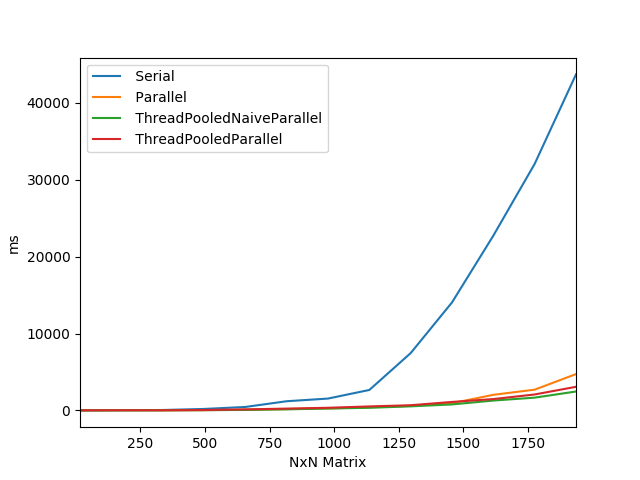 Serial
Parallel
ThreadPooledNaiveParallel
ThreadPooledParallel
ms
40000
30000
20000
10000
0
250 500 750 1000 1250 1500 1750
NxN Matrix